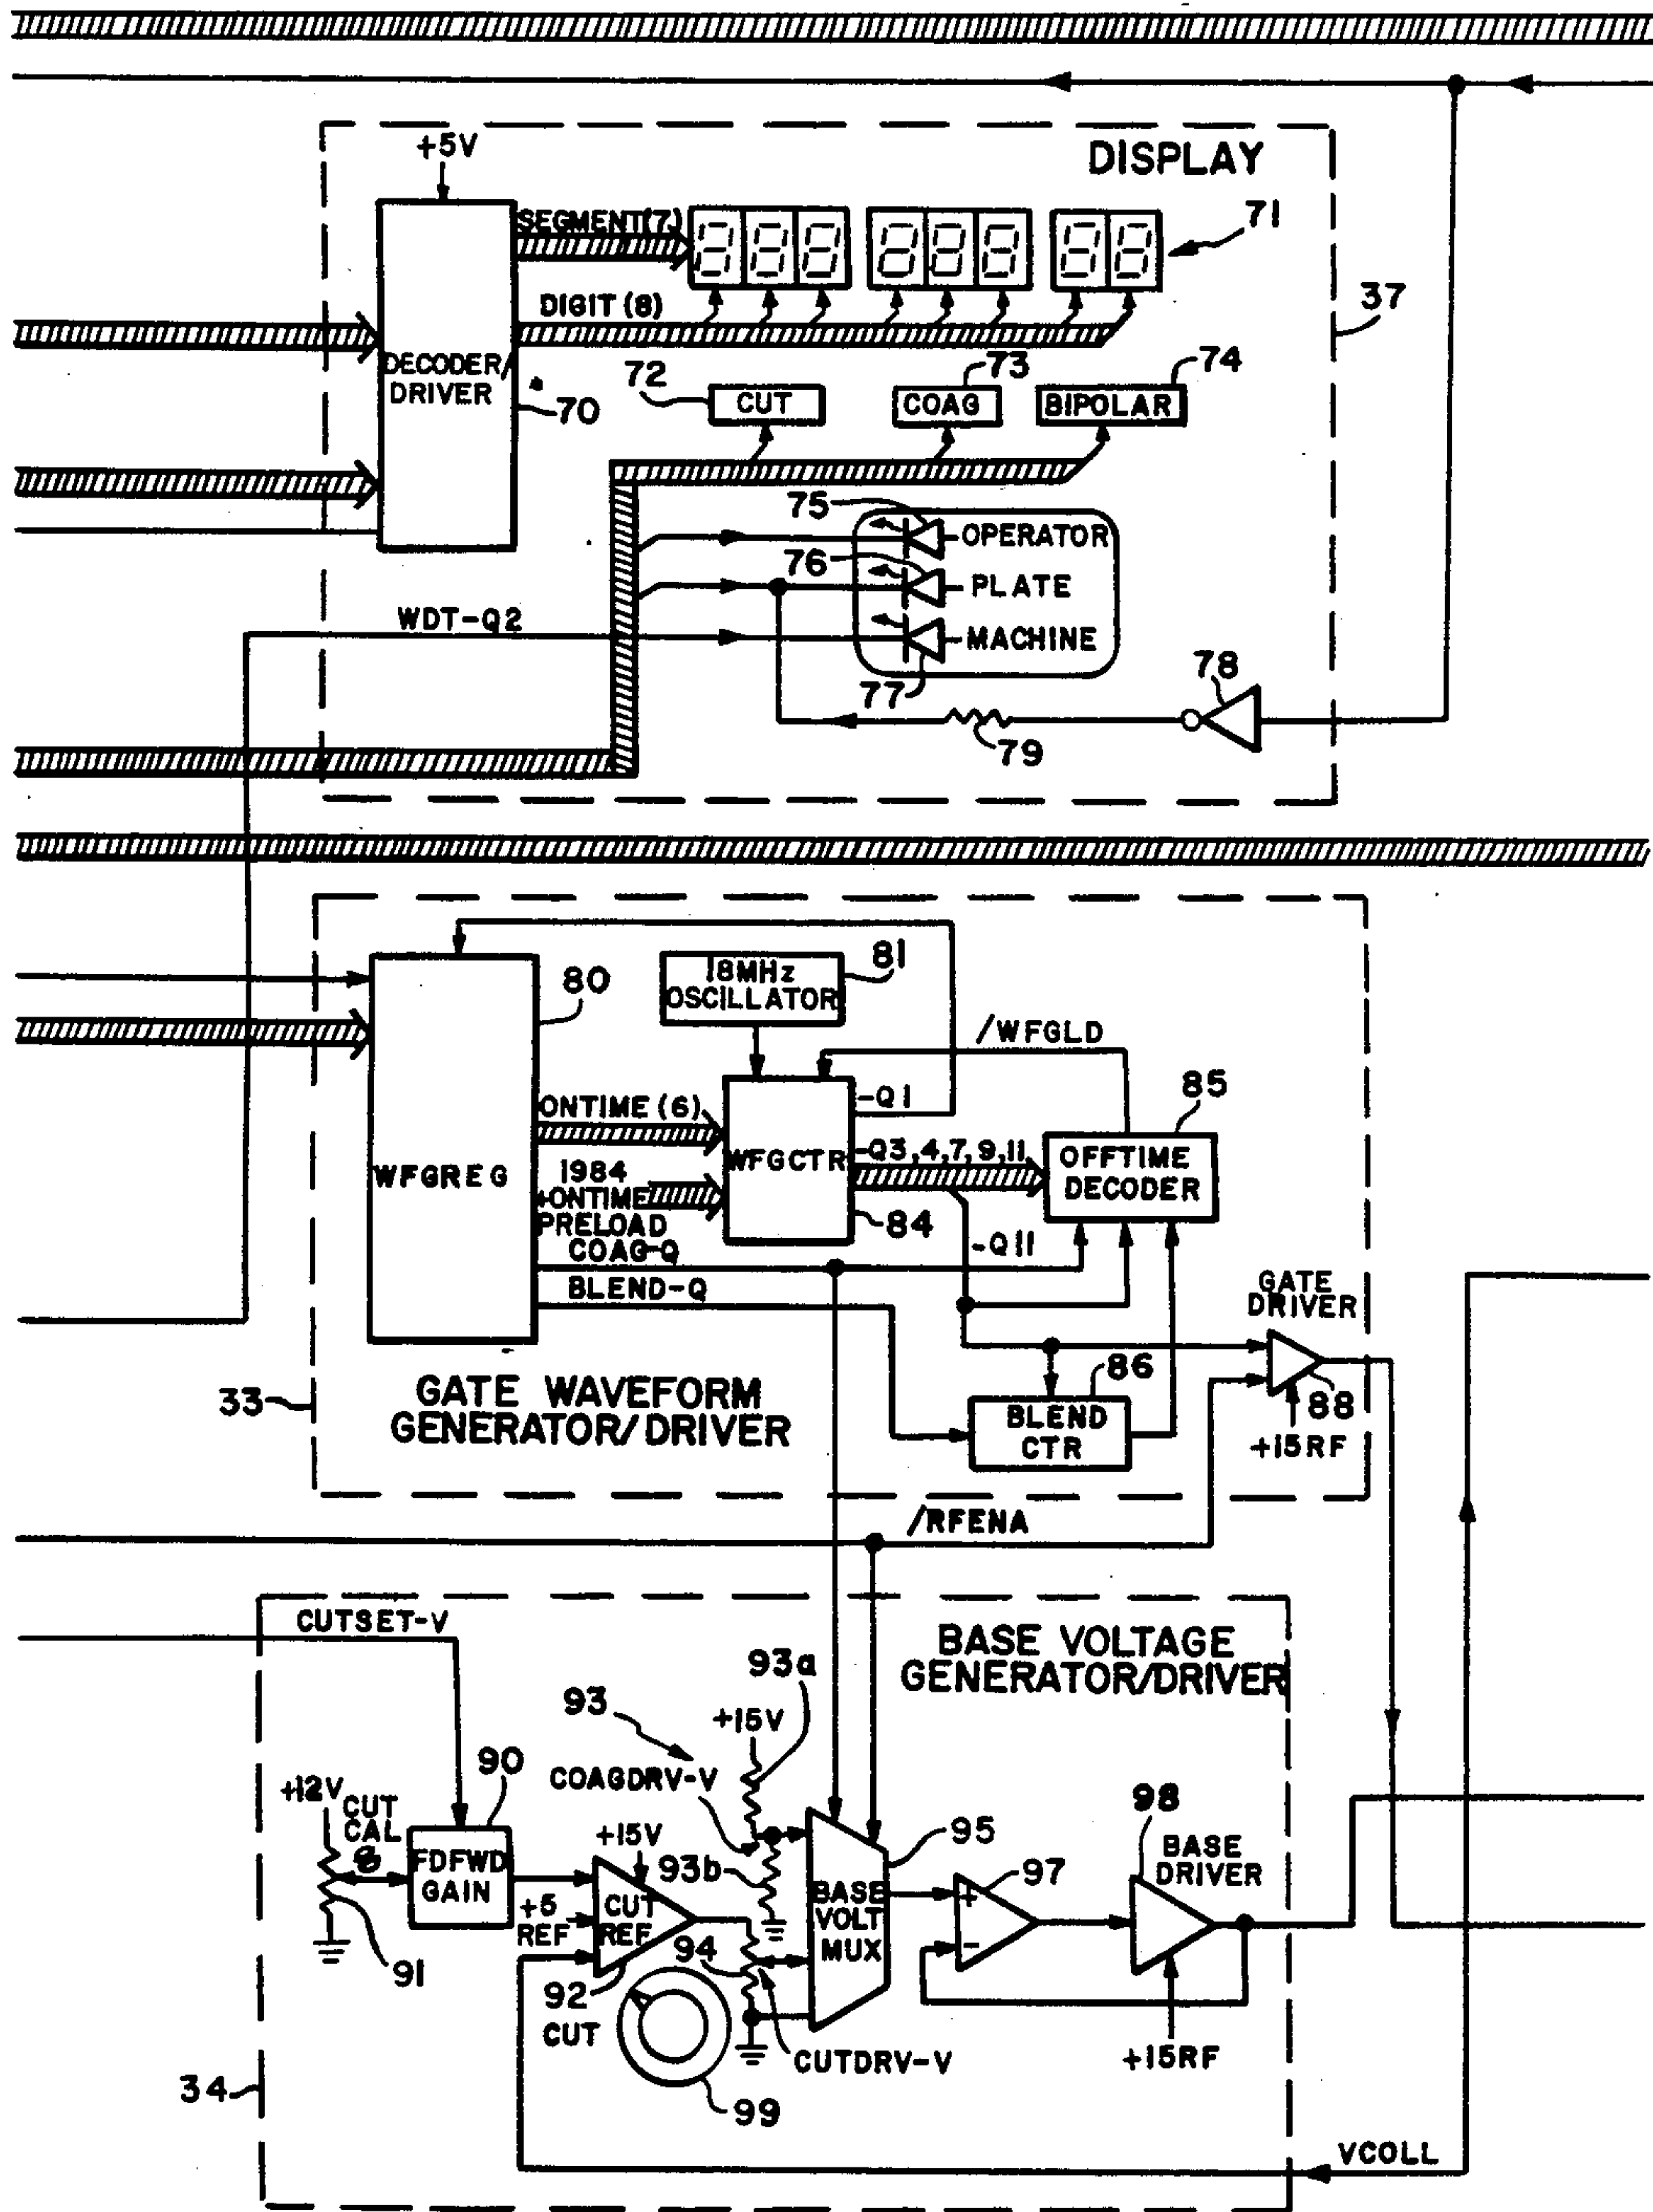 +5V
DISPLAY
SEGMENT(7)
888 888 88
71
DIGIT (8)
37
DECODER/
DRIVER
70
72
CUT
73
COAG
74
BIPOLAR
75
OPERATOR
76
PLATE
WDT-Q2
MACHINE
77
78
79
80
18MHz
OSCILLATOR
81
/WFGLD
-Q1
85
ONTIME (6)
WFGREG
WFGCTR
-Q3,4,7,9,11
OFFTIME
DECODER
1984
+ONTIME
PRELOAD
84
COAG-Q
-Q11
BLEND-Q
GATE
DRIVER
86
33
GATE WAVEFORM
GENERATOR/DRIVER
BLEND
CTR
88
+15RF
/RFENA
CUTSET-V
BASE VOLTAGE
GENERATOR/DRIVER
93a
93
+15V
COAGDRV-V
90
+12V
CUT
CAL
FDFWD
GAIN
+15V
93b
95
98
BASE
DRIVER
97
+5
REF
CUT
REF
BASE
VOLT
MUX
+
-
91
94
92
CUT
CUTDRV-V
+15RF
34
99
VCOLL